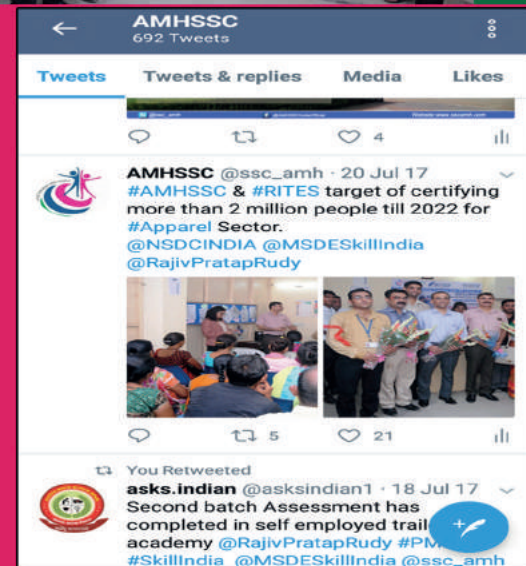 AMHSSC
692 Tweets
Tweets Tweets & replies Media Likes
4
AMHSSC @ssc_amh · 20 Jul 17
#AMHSSC & #RITES target of certifying
more than 2 million people till 2022 for
#Apparel Sector.
@NSDCINDIA @MSDESkillIndia
@RajivPratapRudy
5 21
You Retweeted
asks.indian @asksindian1 · 18 Jul 17
Second batch Assessment has
completed in self employed
academy @RajivPratapRudy
#SkillIndia @MSDESkillIndia @ssc_amh